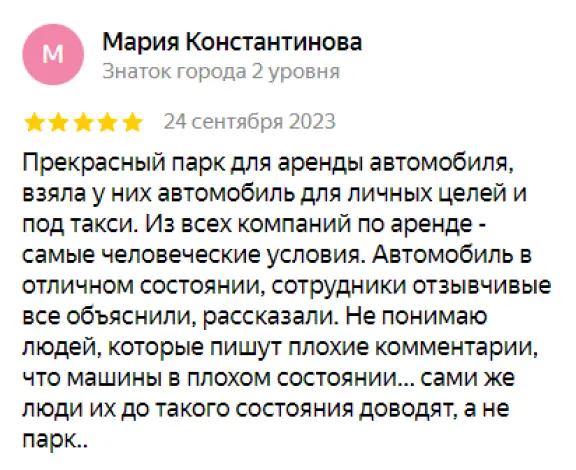 М
Мария Константинова
Знаток города 2 уровня
24 сентября 2023
Прекрасный парк для аренды автомобиля,
взяла у них автомобиль для личных целей и
под такси. Из всех компаний по аренде -
самые человеческие условия. Автомобиль в
отличном состоянии, сотрудники отзывчивые
все объяснили, рассказали. Не понимаю
людей, которые пишут плохие комментарии,
что машины в плохом состоянии... сами же
люди их до такого состояния доводят, а не
парк..